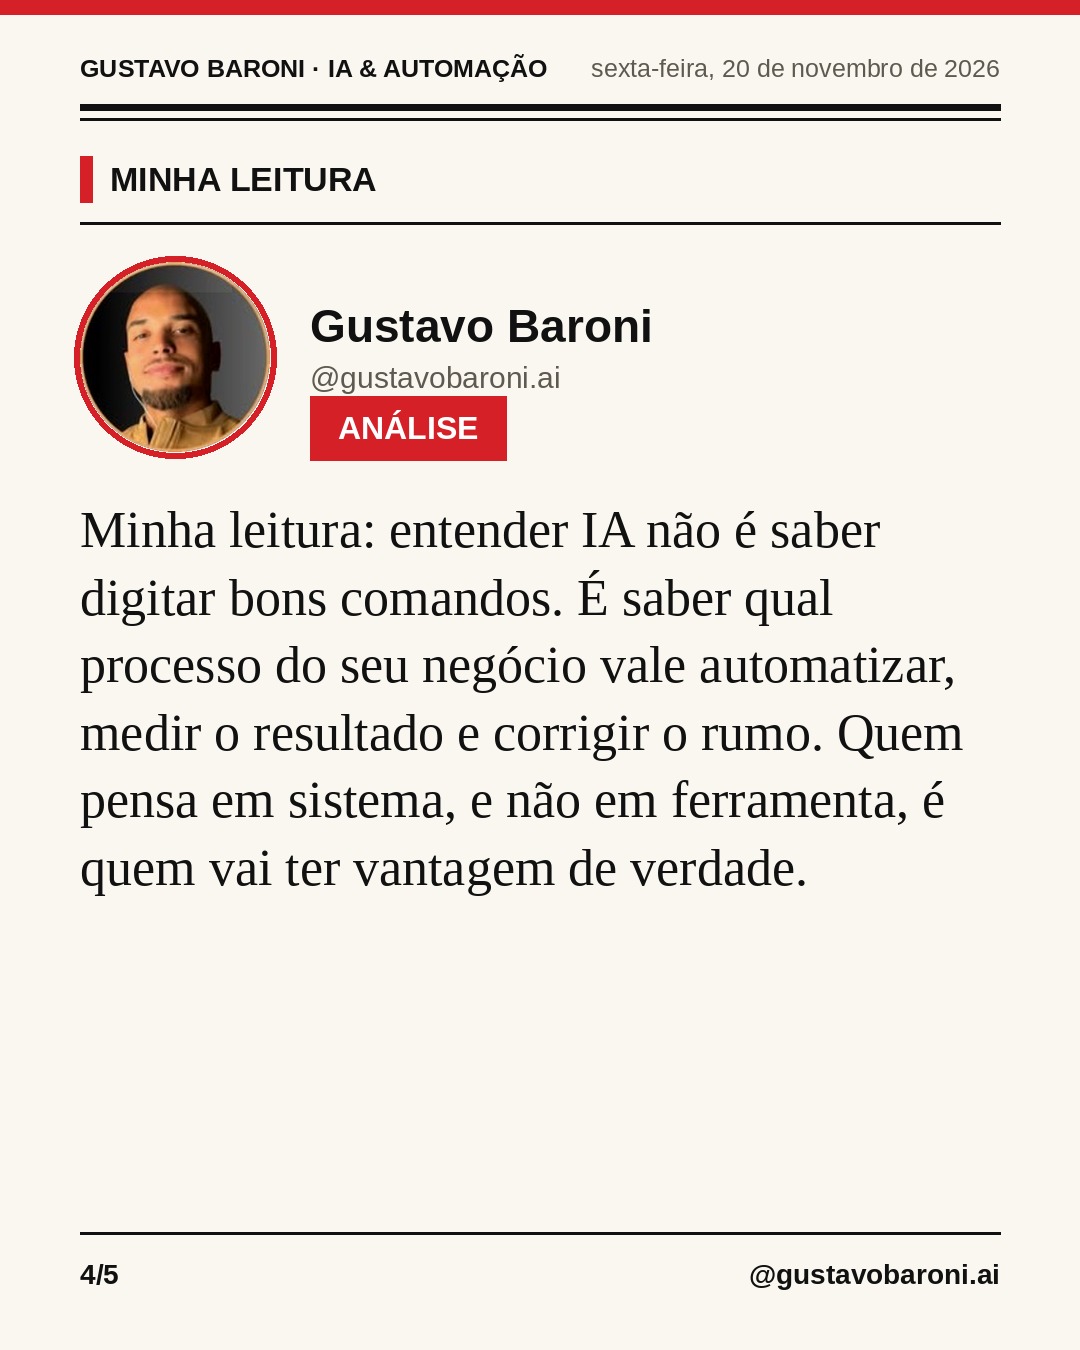 GUSTAVO BARONI · IA & AUTOMAÇÃO
sexta-feira, 20 de novembro de 2026
MINHA LEITURA
Gustavo Baroni
@gustavobaroni.ai
ANÁLISE
Minha leitura: entender IA não é saber
digitar bons comandos. É saber qual
processo do seu negócio vale automatizar,
medir o resultado e corrigir o rumo. Quem
pensa em sistema, e não em ferramenta, é
quem vai ter vantagem de verdade.
4/5
@gustavobaroni.ai